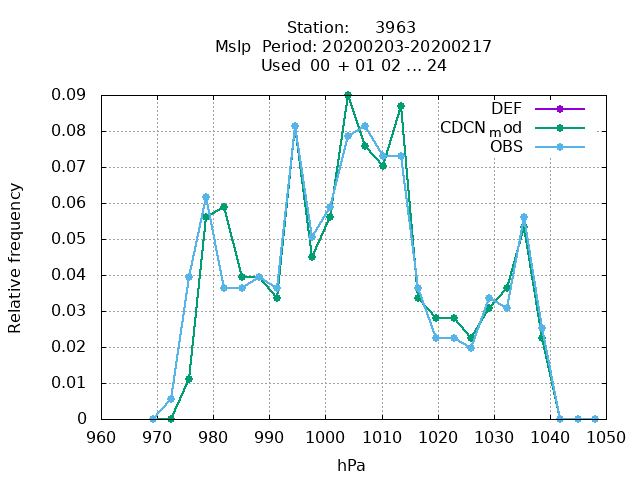 Station: 3963
Mslp Period: 20200203-20200217
Used 00 + 01 02 ... 24
DEF
CDCN_mod
OBS
0.09
0.08
0.07
0.06
0.05
0.04
0.03
0.02
0.01
0
Relative frequency
960 970 980 990 1000 1010 1020 1030 1040 1050
hPa